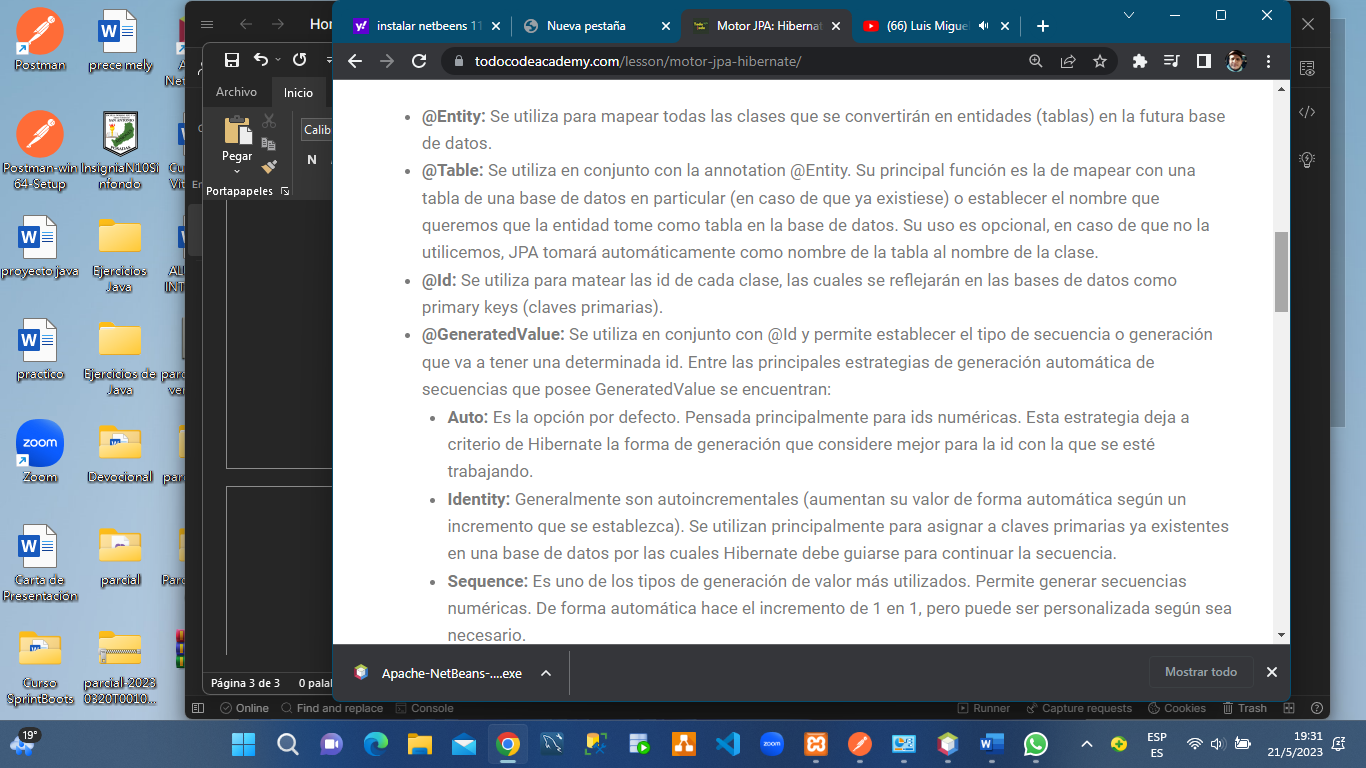 instalar netbeens 11
Nueva pestaña
Motor JPA: Hibernat
(66) Luis Migue
todocodeacademy.com/lesson/motor-jpa-hibernate/
Postman
prece mely
Postman-win
64-Setup
InsigniaN10Si
nfondo
proyecto java
Ejercicios
Java
practico
Ejercicios de
Java
Zoom
Devocional
Carta de
Presentacion
parcial
Curso
SprintBoots
parcial-2023
0320T0010...
Archivo
Inicio
Calib
Pegar
N
Portapapeles
• @Entity: Se utiliza para mapear todas las clases que se convertirán en entidades (tablas) en la futura base
de datos.
• @Table: Se utiliza en conjunto con la annotation @Entity. Su principal función es la de mapear con una
tabla de una base de datos en particular (en caso de que ya existiese) o establecer el nombre que
queremos que la entidad tome como tabla en la base de datos. Su uso es opcional, en caso de que no la
utilicemos, JPA tomará automáticamente como nombre de la tabla al nombre de la clase.
• @Id: Se utiliza para matear las id de cada clase, las cuales se reflejarán en las bases de datos como
primary keys (claves primarias).
• @GeneratedValue: Se utiliza en conjunto con @Id y permite establecer el tipo de secuencia o generación
que va a tener una determinada id. Entre las principales estrategias de generación automática de
secuencias que posee GeneratedValue se encuentran:
• Auto: Es la opción por defecto. Pensada principalmente para ids numéricas. Esta estrategia deja a
criterio de Hibernate la forma de generación que considere mejor para la id con la que se esté
trabajando.
• Identity: Generalmente son autoincrementales (aumentan su valor de forma automática según un
incremento que se establezca). Se utilizan principalmente para asignar a claves primarias ya existentes
en una base de datos por las cuales Hibernate debe guiarse para continuar la secuencia.
• Sequence: Es uno de los tipos de generación de valor más utilizados. Permite generar secuencias
numéricas. De forma automática hace el incremento de 1 en 1, pero puede ser personalizada según sea
necesario.
Apache-NetBeans-....exe
Mostrar todo
Página 3 de 3
0 palal
Online
Find and replace
Console
Runner
Capture requests
Cookies
Trash
19°
zoom
ESP
ES
19:31
21/5/2023